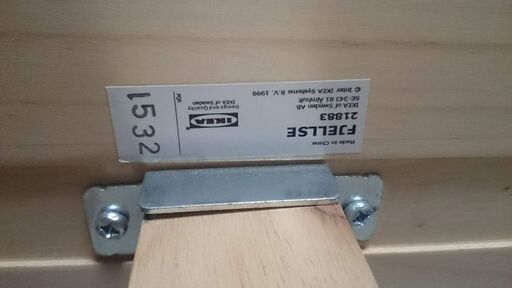 Made in China
FJELLSE
21883
IKEA of Sweden AB
SE-343 81 Älmhult
© Inter IKEA Systems B.V. 1999
IKEA
Design and Quality
IKEA of Sweden
1532